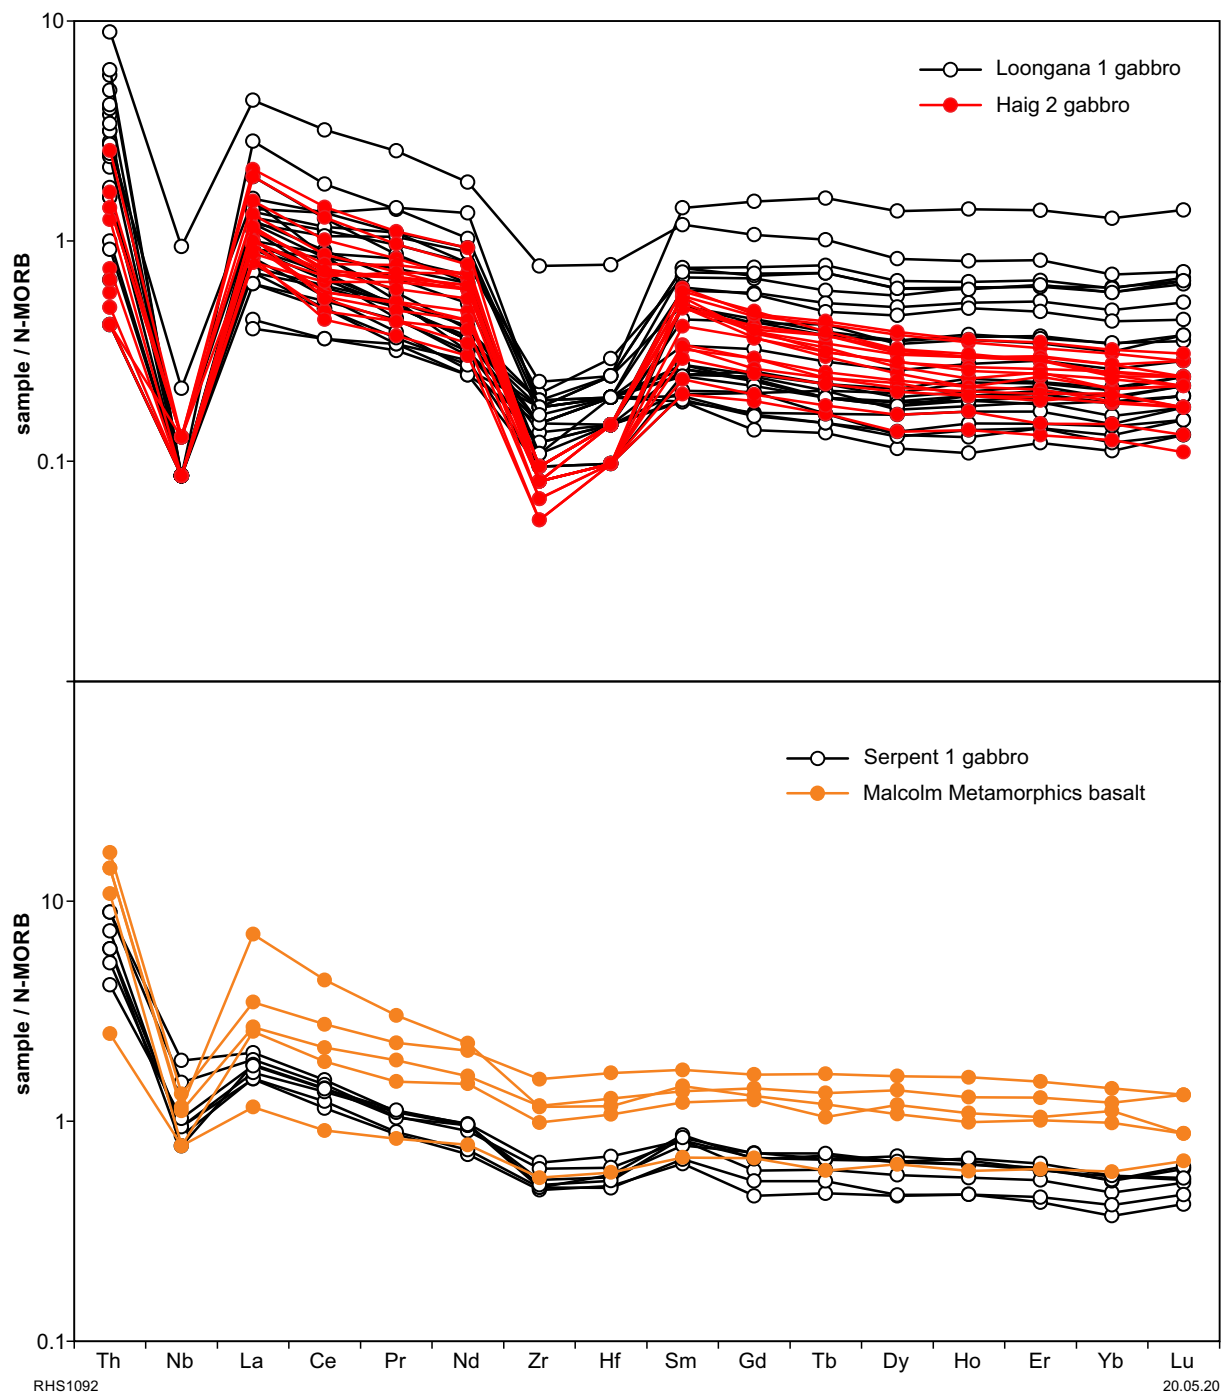 10
Loongana 1 gabbro
Haig 2 gabbro
1
sample / N-MORB
0.1
Serpent 1 gabbro
Malcolm Metamorphics basalt
10
sample / N-MORB
1
0.1
Th Nb La Ce Pr Nd Zr Hf Sm Gd Tb Dy Ho Er Yb Lu
RHS1092 20.05.20